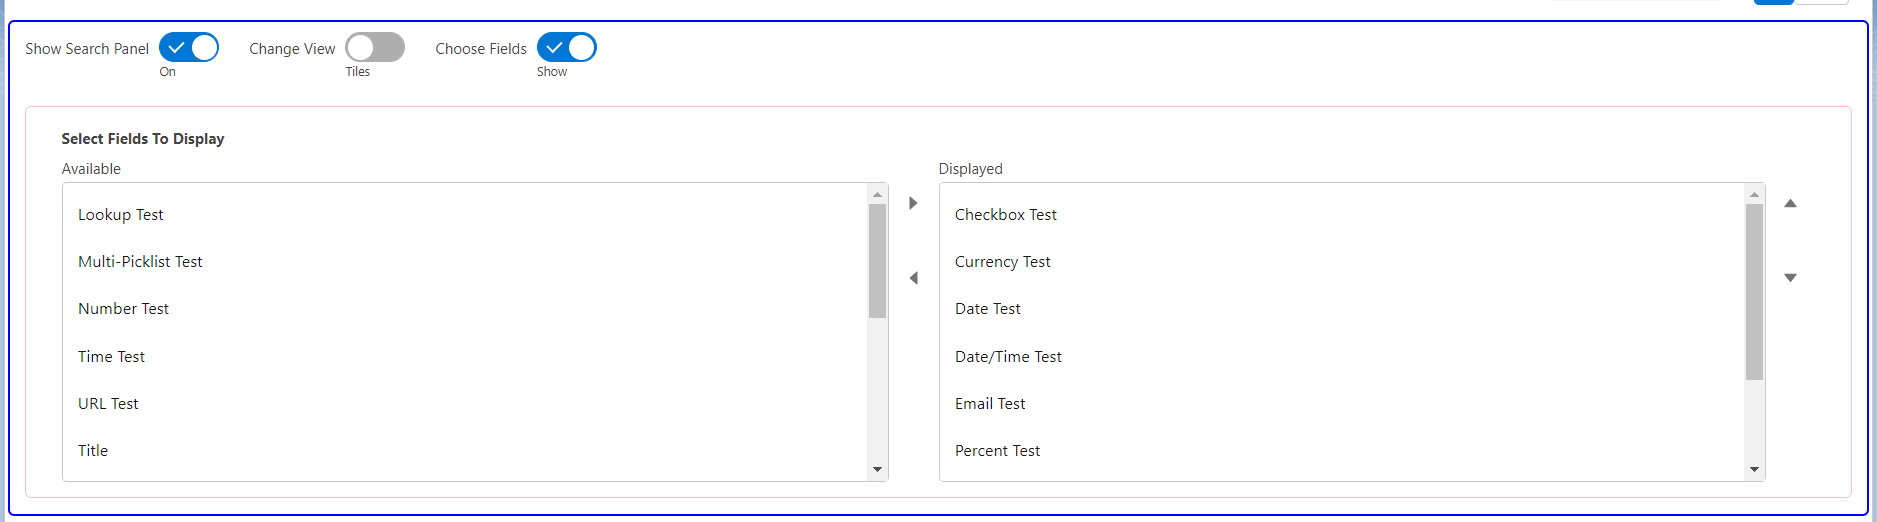 Show Search Panel
On
Change View
Tiles
Choose Fields
Show
Select Fields To Display
Available
Lookup Test
Multi-Picklist Test
Number Test
Time Test
URL Test
Title
Displayed
Checkbox Test
Currency Test
Date Test
Date/Time Test
Email Test
Percent Test